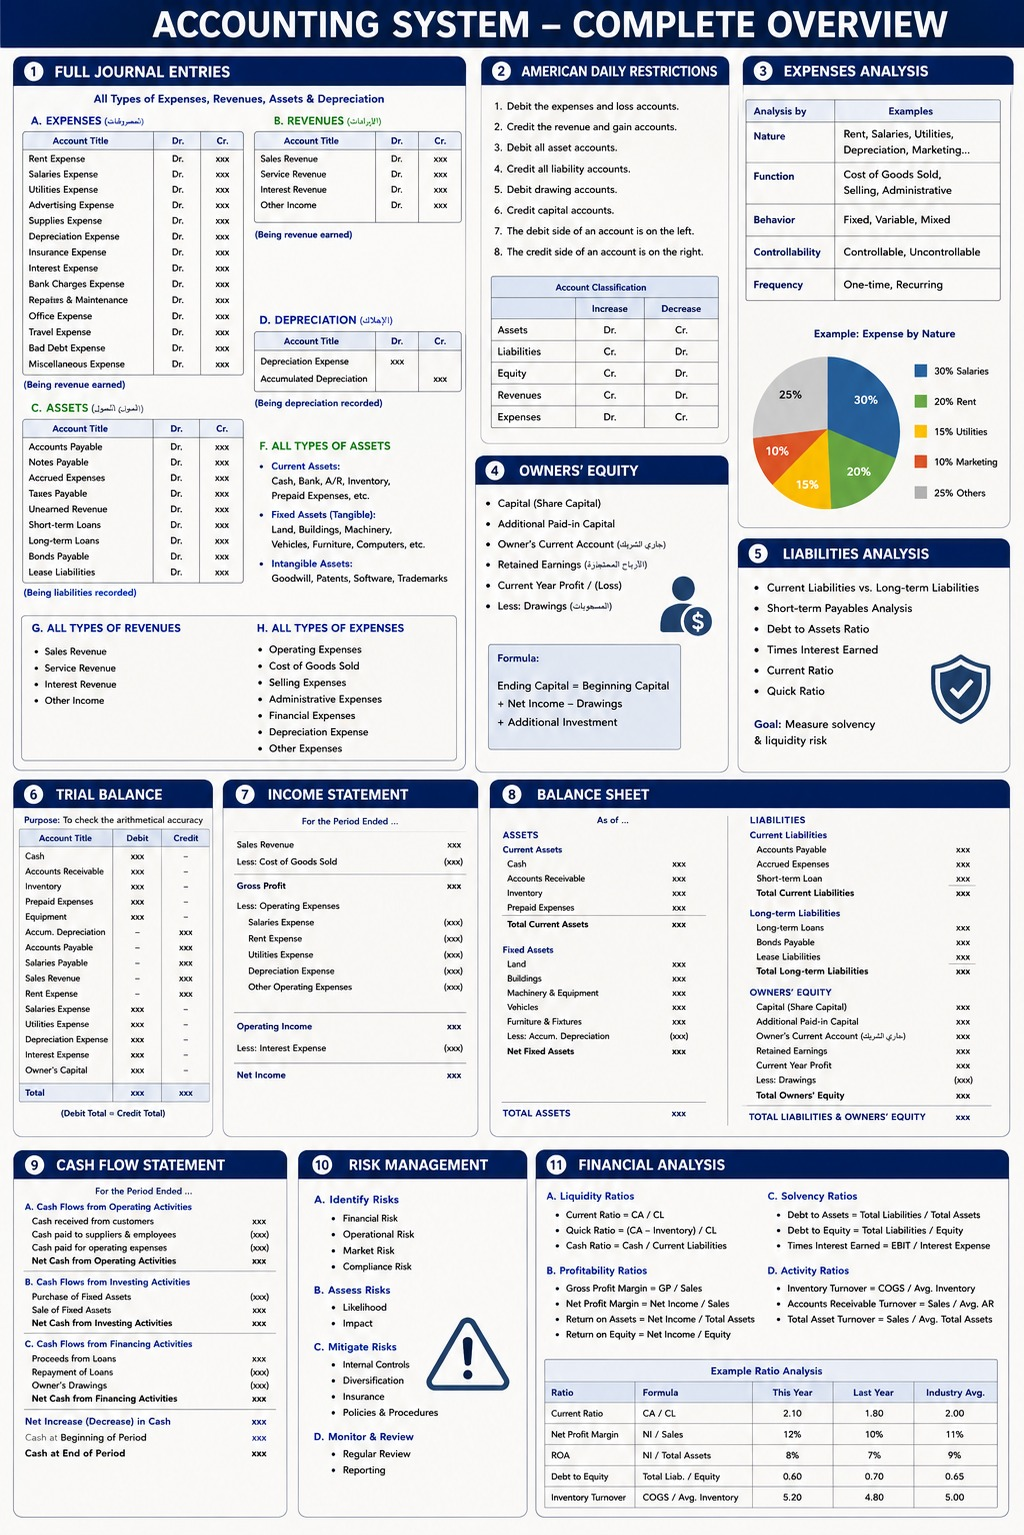 ACCOUNTING SYSTEM – COMPLETE OVERVIEW
1 FULL JOURNAL ENTRIES
All Types of Expenses, Revenues, Assets & Depreciation
A. EXPENSES
Account Title Dr. Cr.
Rent Expense Dr. xxx
Salaries Expense Dr. xxx
Utilities Expense Dr. xxx
Advertising Expense Dr. xxx
Supplies Expense Dr. xxx
Depreciation Expense Dr. xxx
Insurance Expense Dr. xxx
Interest Expense Dr. xxx
Bank Charges Expense Dr. xxx
Repairs & Maintenance Dr. xxx
Office Expense Dr. xxx
Travel Expense Dr. xxx
Bad Debt Expense Dr. xxx
Miscellaneous Expense Dr. xxx
(Being revenue earned)
B. REVENUES
Account Title Dr. Cr.
Sales Revenue Dr. xxx
Service Revenue Dr. xxx
Interest Revenue Dr. xxx
Other Income Dr. xxx
(Being revenue earned)
C. ASSETS
Account Title Dr. Cr.
Accounts Payable Dr. xxx
Notes Payable Dr. xxx
Accrued Expenses Dr. xxx
Taxes Payable Dr. xxx
Unearned Revenue Dr. xxx
Short-term Loans Dr. xxx
Long-term Loans Dr. xxx
Bonds Payable Dr. xxx
Lease Liabilities Dr. xxx
(Being liabilities recorded)
D. DEPRECIATION
Account Title Dr. Cr.
Depreciation Expense xxx
Accumulated Depreciation xxx
(Being depreciation recorded)
F. ALL TYPES OF ASSETS
• Current Assets:
Cash, Bank, A/R, Inventory,
Prepaid Expenses, etc.
• Fixed Assets (Tangible):
Land, Buildings, Machinery,
Vehicles, Furniture, Computers, etc.
• Intangible Assets:
Goodwill, Patents, Software, Trademarks
G. ALL TYPES OF REVENUES
• Sales Revenue
• Service Revenue
• Interest Revenue
• Other Income
H. ALL TYPES OF EXPENSES
• Operating Expenses
• Cost of Goods Sold
• Selling Expenses
• Administrative Expenses
• Financial Expenses
• Depreciation Expense
• Other Expenses
2 AMERICAN DAILY RESTRICTIONS
1. Debit the expenses and loss accounts.
2. Credit the revenue and gain accounts.
3. Debit all asset accounts.
4. Credit all liability accounts.
5. Debit drawing accounts.
6. Credit capital accounts.
7. The debit side of an account is on the left.
8. The credit side of an account is on the right.
Account Classification
Increase Decrease
Assets Dr. Cr.
Liabilities Cr. Dr.
Equity Cr. Dr.
Revenues Cr. Dr.
Expenses Dr. Cr.
3 EXPENSES ANALYSIS
Analysis by Examples
Nature Rent, Salaries, Utilities,
Depreciation, Marketing...
Function Cost of Goods Sold,
Selling, Administrative
Behavior Fixed, Variable, Mixed
Controllability Controllable, Uncontrollable
Frequency One-time, Recurring
Example: Expense by Nature
30%
20%
15%
10%
25%
30% Salaries
20% Rent
15% Utilities
10% Marketing
25% Others
4 OWNERS' EQUITY
• Capital (Share Capital)
• Additional Paid-in Capital
• Owner's Current Account (جاري الشريك)
• Retained Earnings (الأرباح المحتجزة)
• Current Year Profit / (Loss)
• Less: Drawings (المسحوبات)
$
Formula:
Ending Capital = Beginning Capital
+ Net Income – Drawings
+ Additional Investment
5 LIABILITIES ANALYSIS
• Current Liabilities vs. Long-term Liabilities
• Short-term Payables Analysis
• Debt to Assets Ratio
• Times Interest Earned
• Current Ratio
• Quick Ratio
Goal: Measure solvency
& liquidity risk
6 TRIAL BALANCE
Purpose: To check the arithmetical accuracy
Account Title Debit Credit
Cash xxx –
Accounts Receivable xxx –
Inventory xxx –
Prepaid Expenses xxx –
Equipment xxx –
Accum. Depreciation – xxx
Accounts Payable – xxx
Salaries Payable – xxx
Sales Revenue – xxx
Rent Expense – xxx
Salaries Expense xxx –
Utilities Expense xxx –
Depreciation Expense xxx –
Interest Expense xxx –
Owner's Capital xxx –
Total xxx xxx
(Debit Total = Credit Total)
7 INCOME STATEMENT
For the Period Ended ...
Sales Revenue xxx
Less: Cost of Goods Sold (xxx)
Gross Profit xxx
Less: Operating Expenses
Salaries Expense (xxx)
Rent Expense (xxx)
Utilities Expense (xxx)
Depreciation Expense (xxx)
Other Operating Expenses (xxx)
Operating Income xxx
Less: Interest Expense (xxx)
Net Income xxx
8 BALANCE SHEET
As of ...
ASSETS
Current Assets
Cash xxx
Accounts Receivable xxx
Inventory xxx
Prepaid Expenses xxx
Total Current Assets xxx
Fixed Assets
Land xxx
Buildings xxx
Machinery & Equipment xxx
Vehicles xxx
Furniture & Fixtures xxx
Less: Accum. Depreciation (xxx)
Net Fixed Assets xxx
TOTAL ASSETS xxx
LIABILITIES
Current Liabilities
Accounts Payable xxx
Accrued Expenses xxx
Short-term Loan xxx
Total Current Liabilities xxx
Long-term Liabilities
Long-term Loans xxx
Bonds Payable xxx
Lease Liabilities xxx
Total Long-term Liabilities xxx
OWNERS' EQUITY
Capital (Share Capital) xxx
Additional Paid-in Capital xxx
Owner's Current Account (جاري الشريك) xxx
Retained Earnings xxx
Current Year Profit xxx
Less: Drawings (xxx)
Total Owners' Equity xxx
TOTAL LIABILITIES & OWNERS' EQUITY xxx
9 CASH FLOW STATEMENT
For the Period Ended ...
A. Cash Flows from Operating Activities
Cash received from customers xxx
Cash paid to suppliers & employees (xxx)
Cash paid for operating expenses (xxx)
Net Cash from Operating Activities xxx
B. Cash Flows from Investing Activities
Purchase of Fixed Assets (xxx)
Sale of Fixed Assets xxx
Net Cash from Investing Activities xxx
C. Cash Flows from Financing Activities
Proceeds from Loans xxx
Repayment of Loans (xxx)
Owner's Drawings (xxx)
Net Cash from Financing Activities xxx
Net Increase (Decrease) in Cash xxx
Cash at Beginning of Period xxx
Cash at End of Period xxx
10 RISK MANAGEMENT
A. Identify Risks
• Financial Risk
• Operational Risk
• Market Risk
• Compliance Risk
B. Assess Risks
• Likelihood
• Impact
C. Mitigate Risks
• Internal Controls
• Diversification
• Insurance
• Policies & Procedures
D. Monitor & Review
• Regular Review
• Reporting
!
11 FINANCIAL ANALYSIS
A. Liquidity Ratios
• Current Ratio = CA / CL
• Quick Ratio = (CA – Inventory) / CL
• Cash Ratio = Cash / Current Liabilities
B. Profitability Ratios
• Gross Profit Margin = GP / Sales
• Net Profit Margin = Net Income / Sales
• Return on Assets = Net Income / Total Assets
• Return on Equity = Net Income / Equity
C. Solvency Ratios
• Debt to Assets = Total Liabilities / Total Assets
• Debt to Equity = Total Liabilities / Equity
• Times Interest Earned = EBIT / Interest Expense
D. Activity Ratios
• Inventory Turnover = COGS / Avg. Inventory
• Accounts Receivable Turnover = Sales / Avg. AR
• Total Asset Turnover = Sales / Avg. Total Assets
Example Ratio Analysis
Ratio Formula This Year Last Year Industry Avg.
Current Ratio CA / CL 2.10 1.80 2.00
Net Profit Margin NI / Sales 12% 10% 11%
ROA NI / Total Assets 8% 7% 9%
Debt to Equity Total Liab. / Equity 0.60 0.70 0.65
Inventory Turnover COGS / Avg. Inventory 5.20 4.80 5.00